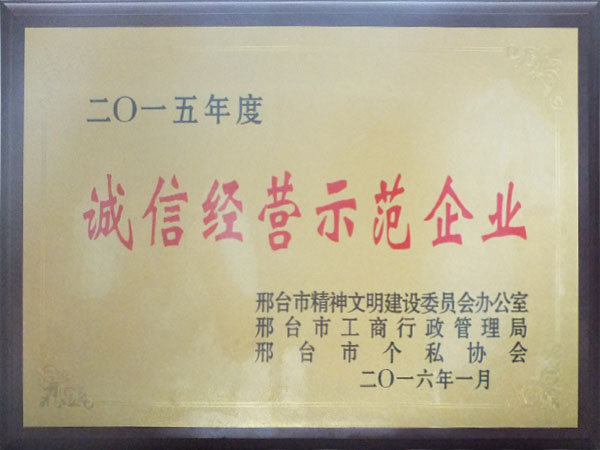 二〇一五年度
诚信经营示范企业
邢台市精神文明建设委员会办公室
邢台市工商行政管理局
邢台市个私协会
二〇一六年一月